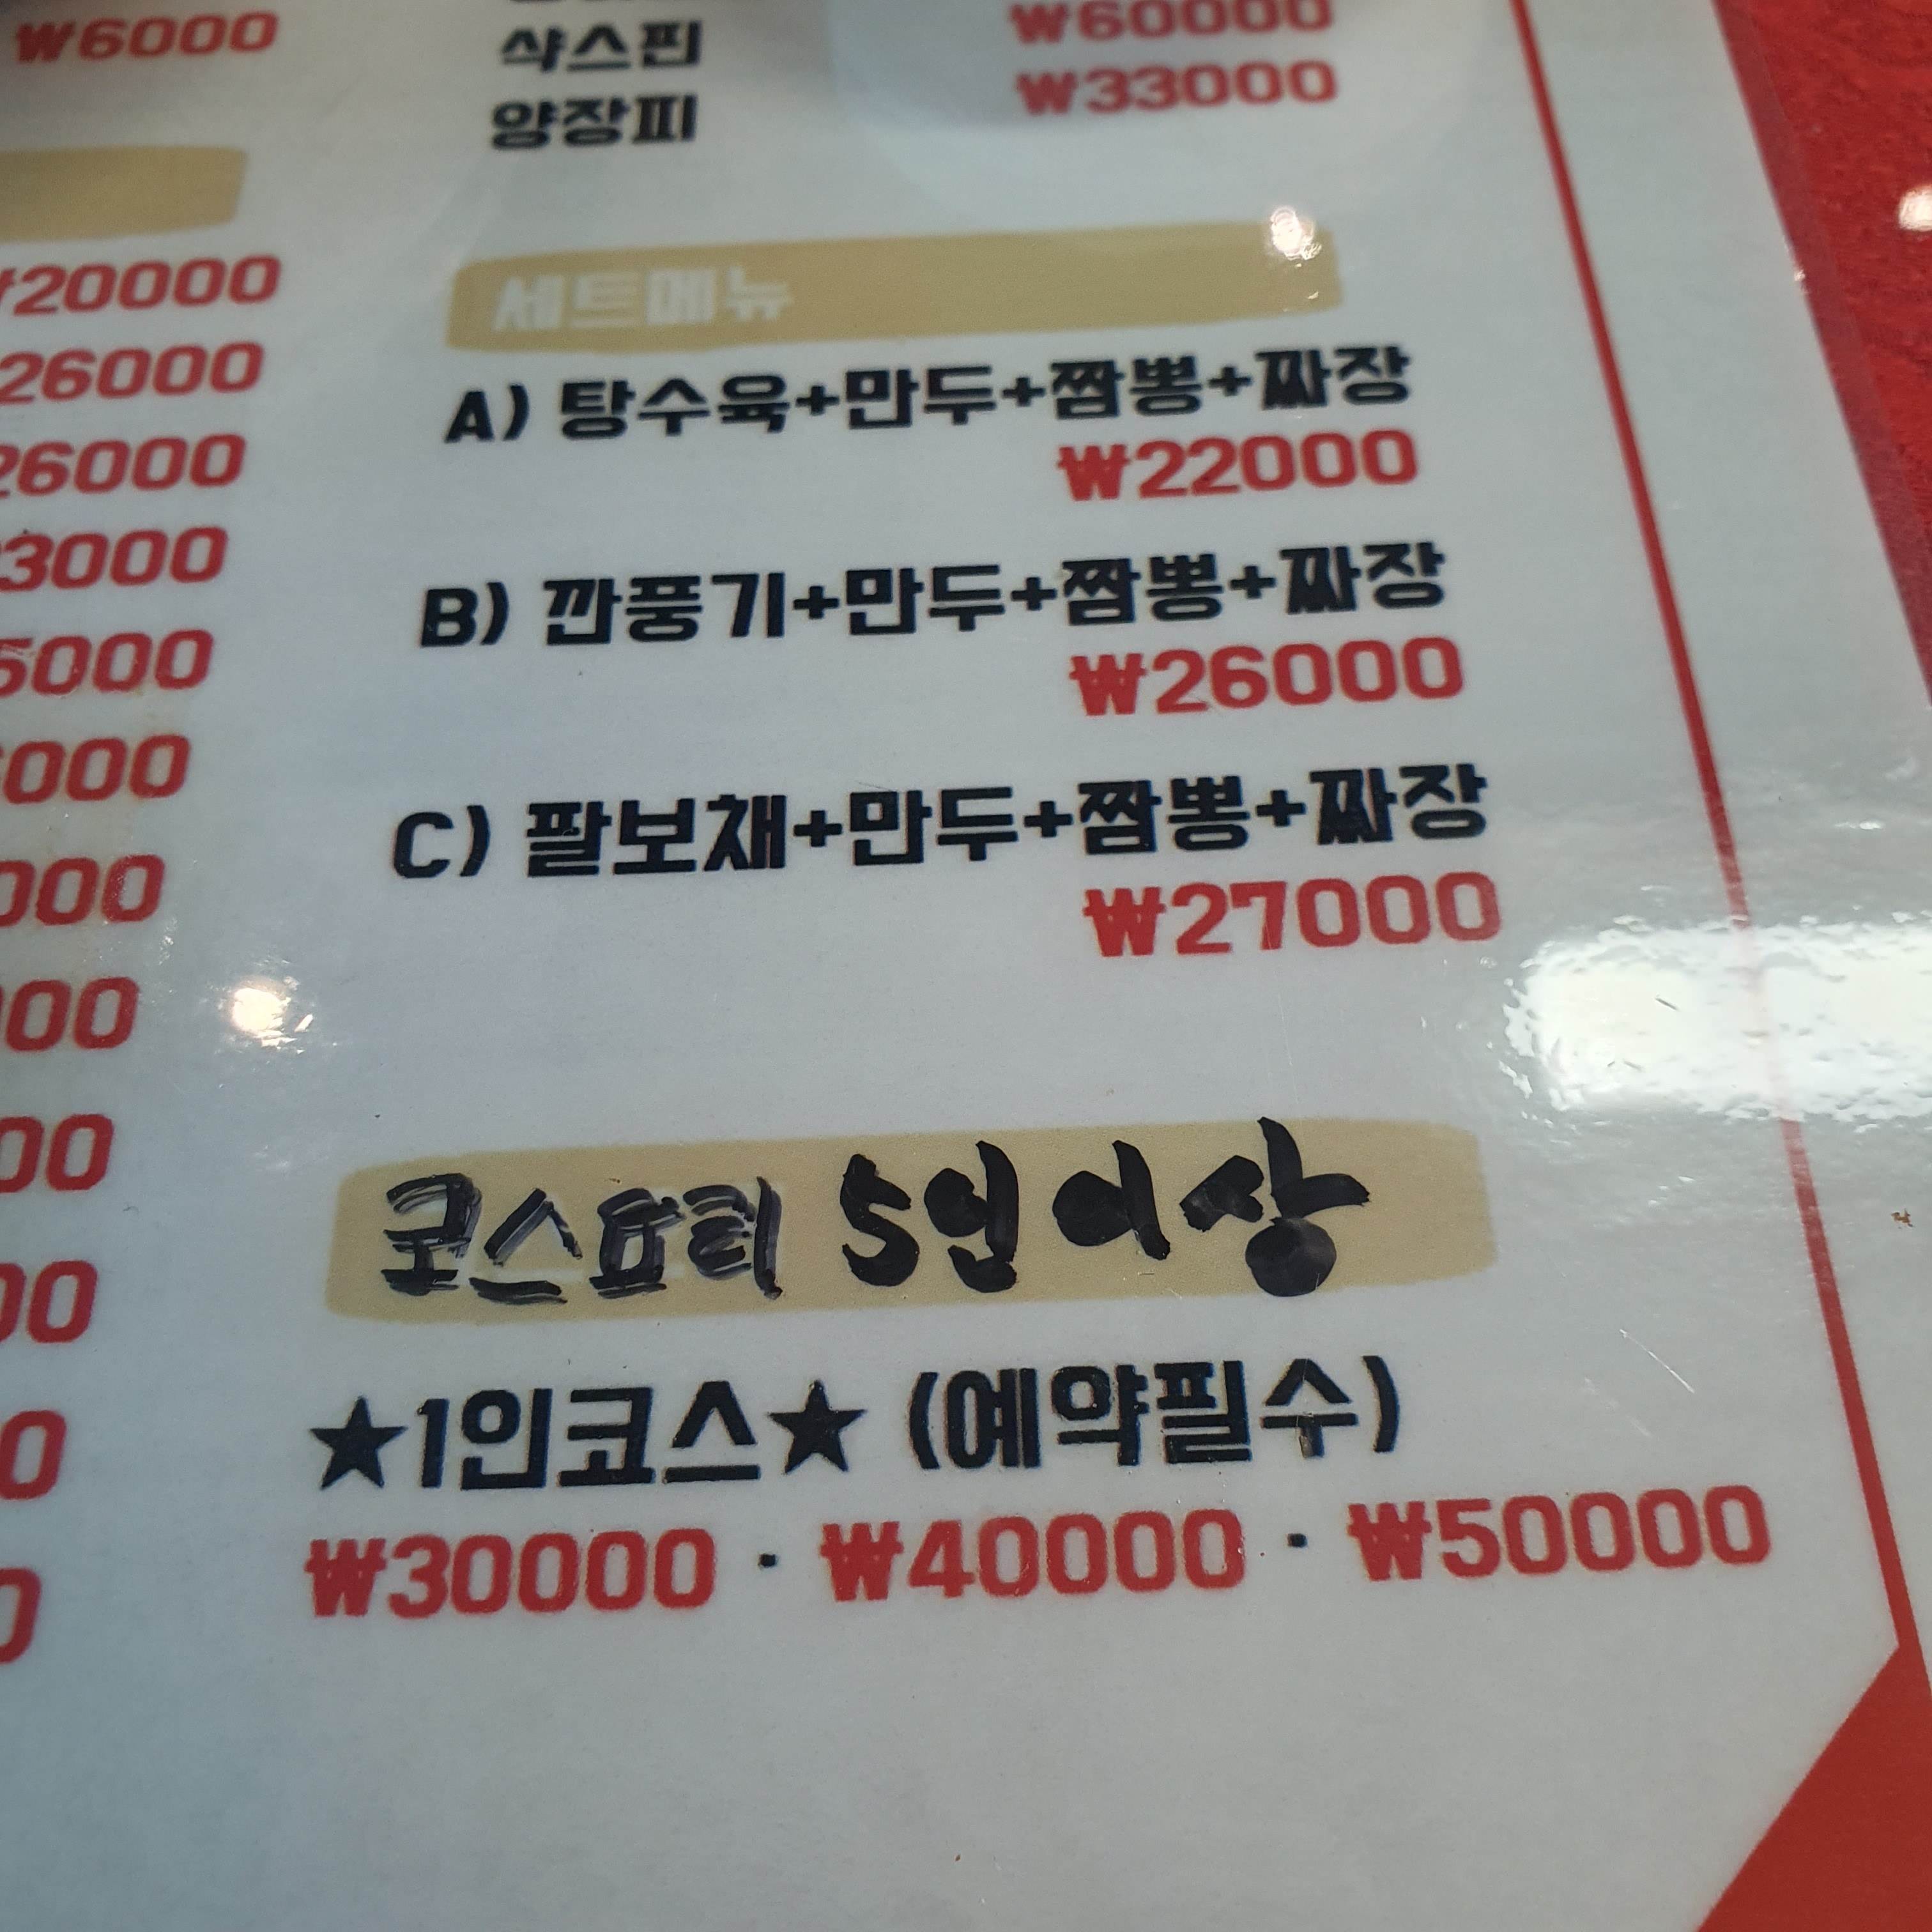 ₩6000
샥스핀 ₩60000
양장피 ₩33000
세트메뉴
A) 탕수육+만두+짬뽕+짜장
₩22000
B) 깐풍기+만두+짬뽕+짜장
₩26000
C) 팔보채+만두+짬뽕+짜장
₩27000
코스요리 5인 이상
★1인코스★ (예약필수)
₩30000 · ₩40000 · ₩50000
₩20000
26000
26000
3000
5000
000
000
00
00
00
0
0